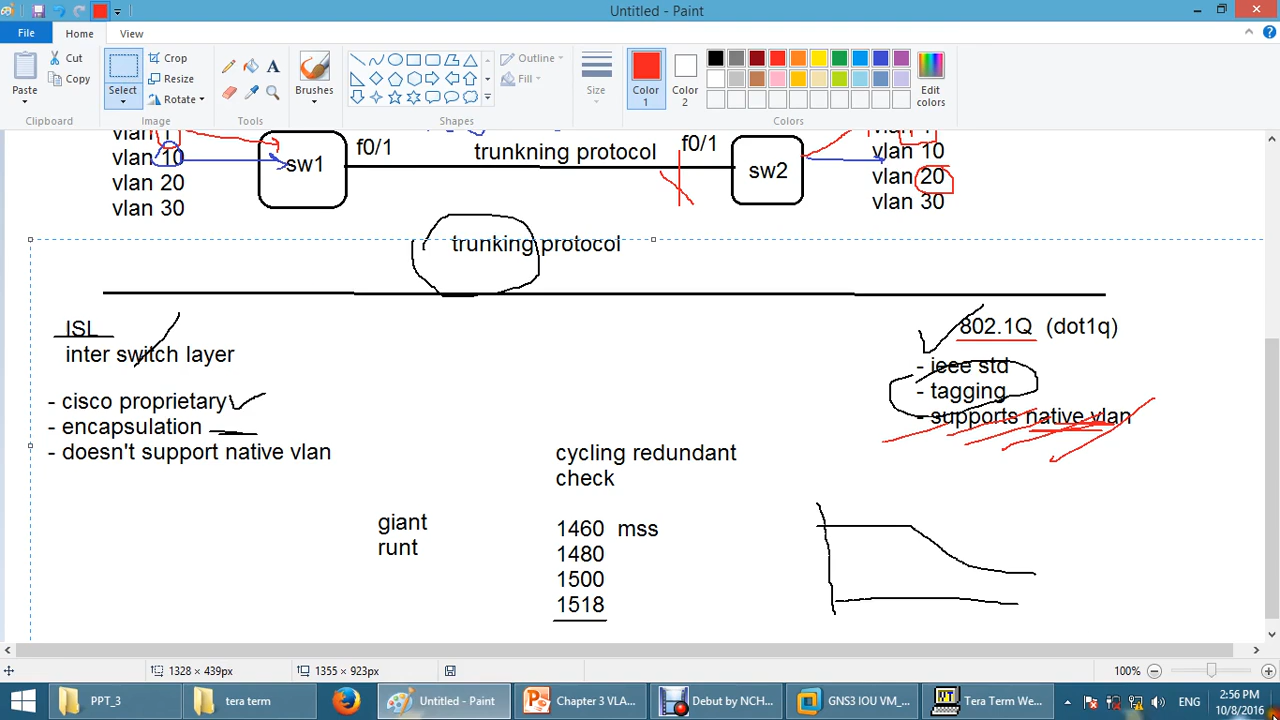 Untitled - Paint
File
Home
View
Paste
Cut
Copy
Clipboard
Select
Crop
Resize
Rotate
Image
A
Tools
Brushes
Outline
Fill
Shapes
Size
Color 1
Color 2
Edit colors
Colors
vlan 1
vlan 10
vlan 20
vlan 30
sw1
f0/1
trunkning protocol
f0/1
sw2
vlan 1
vlan 10
vlan 20
vlan 30
trunking protocol
ISL
inter switch layer
- cisco proprietary
- encapsulation
- doesn't support native vlan
802.1Q (dot1q)
- ieee std
- tagging
- supports native vlan
cycling redundant
check
giant
runt
1460 mss
1480
1500
1518
1328 × 439px
1355 × 923px
100%
PPT_3
tera term
Untitled - Paint
Chapter 3 VLA...
Debut by NCH...
GNS3 IOU VM_...
Tera Term We...
ENG
2:56 PM
10/8/2016